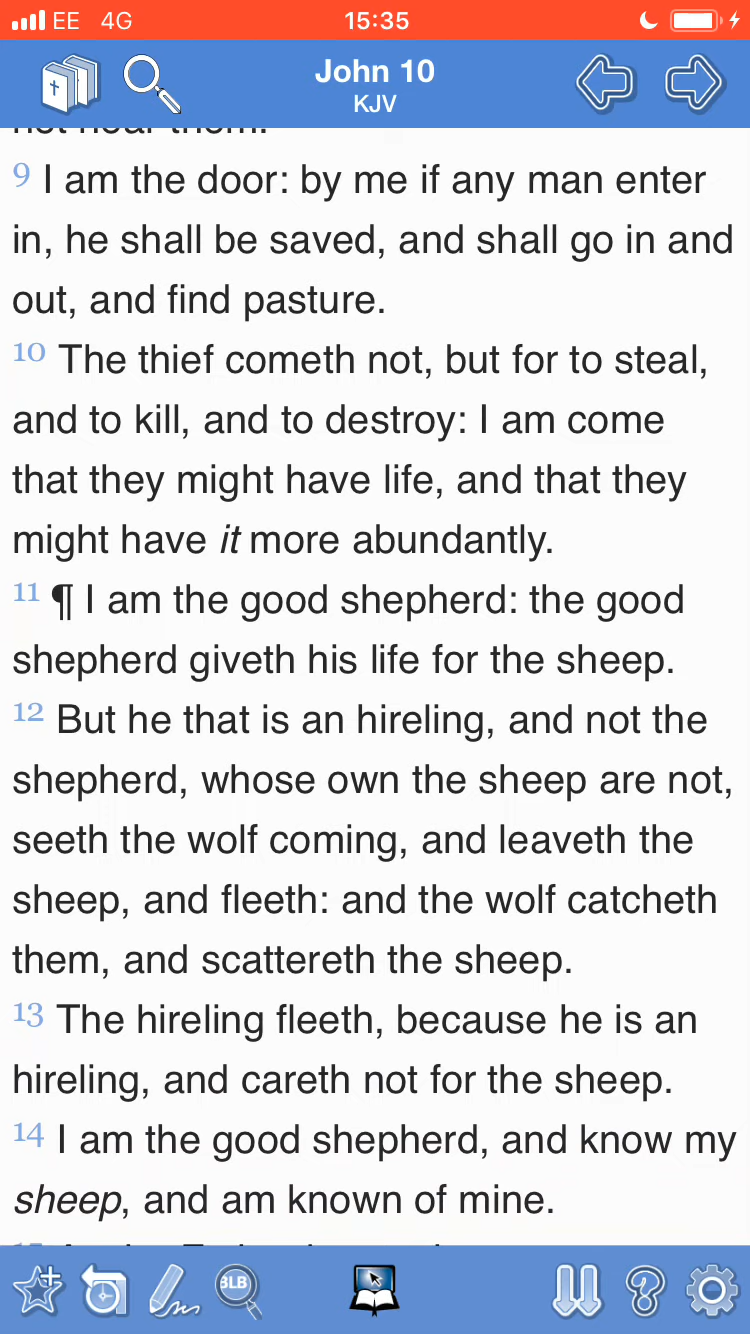 EE 4G 15:35
John 10
KJV
not hear them.
9 I am the door: by me if any man enter
in, he shall be saved, and shall go in and
out, and find pasture.
10 The thief cometh not, but for to steal,
and to kill, and to destroy: I am come
that they might have life, and that they
might have it more abundantly.
11 ¶ I am the good shepherd: the good
shepherd giveth his life for the sheep.
12 But he that is an hireling, and not the
shepherd, whose own the sheep are not,
seeth the wolf coming, and leaveth the
sheep, and fleeth: and the wolf catcheth
them, and scattereth the sheep.
13 The hireling fleeth, because he is an
hireling, and careth not for the sheep.
14 I am the good shepherd, and know my
sheep, and am known of mine.
BLB